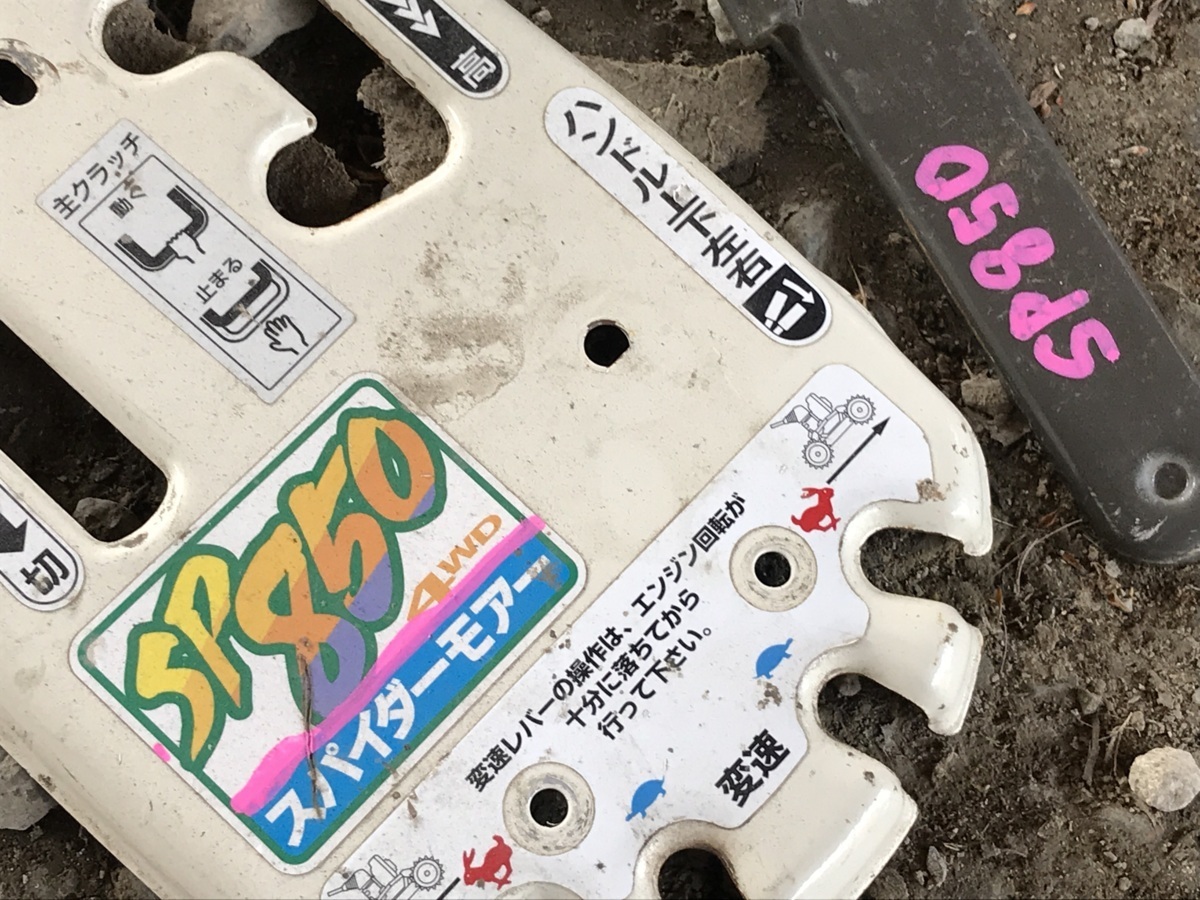 高
ハンドル上下左右
主クラッチ
動く
止まる
切
SP850
4WD
スパイダーモアー
変速レバーの操作は、エンジン回転が
十分に落ちてから
行って下さい。
変速
SP850